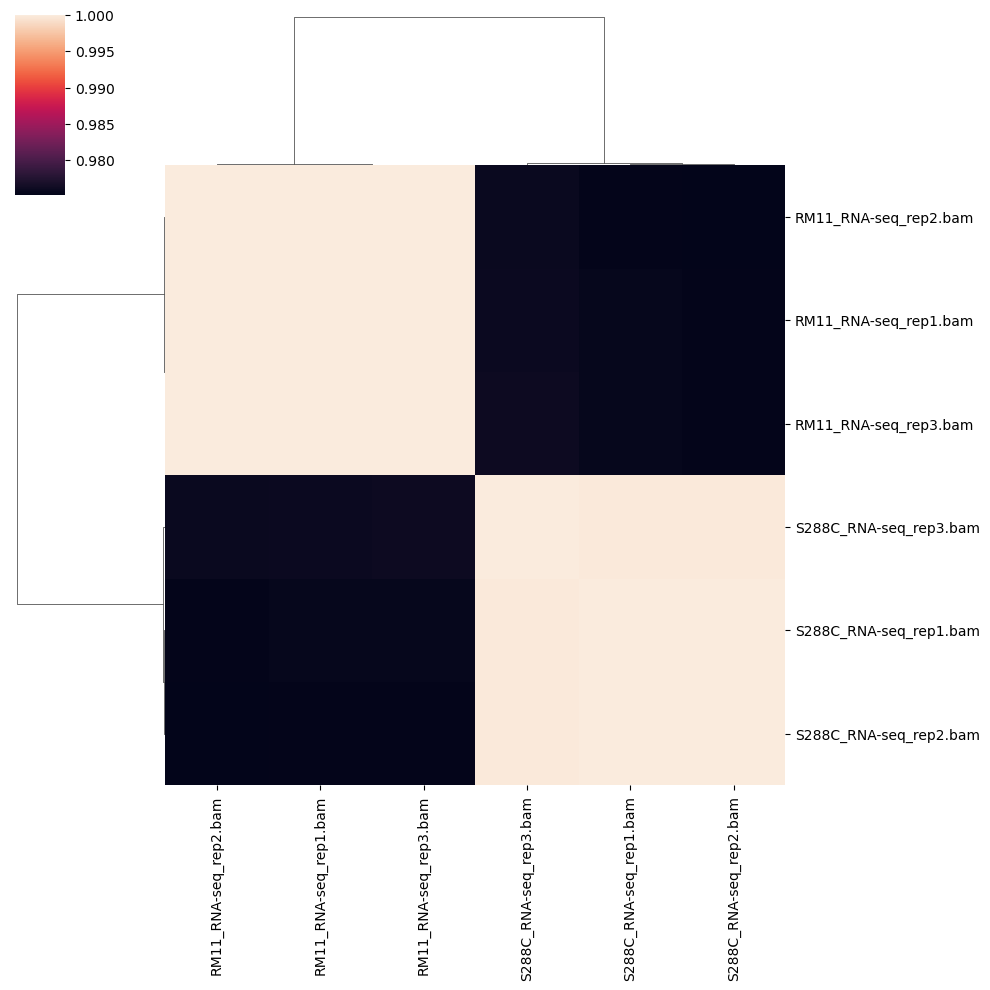 1.000
0.995
0.990
0.985
0.980
RM11_RNA-seq_rep2.bam
RM11_RNA-seq_rep1.bam
RM11_RNA-seq_rep3.bam
S288C_RNA-seq_rep3.bam
S288C_RNA-seq_rep1.bam
S288C_RNA-seq_rep2.bam
RM11_RNA-seq_rep2.bam
RM11_RNA-seq_rep1.bam
RM11_RNA-seq_rep3.bam
S288C_RNA-seq_rep3.bam
S288C_RNA-seq_rep1.bam
S288C_RNA-seq_rep2.bam